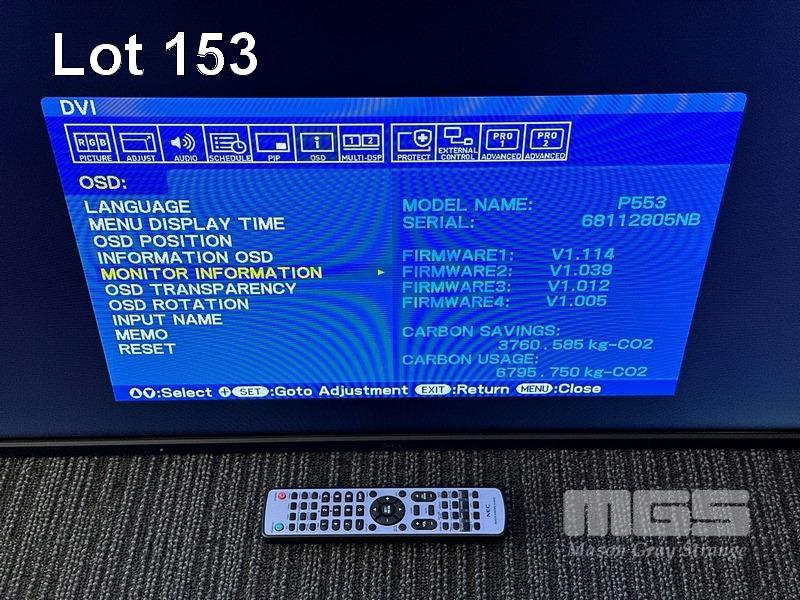 Lot 153
DVI
RGB 1 2 PRO 1 PRO 2
PICTURE ADJUST AUDIO SCHEDULE PIP OSD MULTI-DSP PROTECT EXTERNAL CONTROL ADVANCED ADVANCED
OSD:
LANGUAGE MODEL NAME: P553
MENU DISPLAY TIME SERIAL: 68112805NB
OSD POSITION
INFORMATION OSD FIRMWARE1: V1.114
MONITOR INFORMATION FIRMWARE2: V1.039
OSD TRANSPARENCY FIRMWARE3: V1.012
OSD ROTATION FIRMWARE4: V1.005
INPUT NAME
MEMO CARBON SAVINGS:
RESET 3760.585 kg-CO2
CARBON USAGE:
6795.750 kg-CO2
:Select SET :Goto Adjustment EXIT :Return MENU :Close
NEC
NEC
MGS
Mason Gray Strange